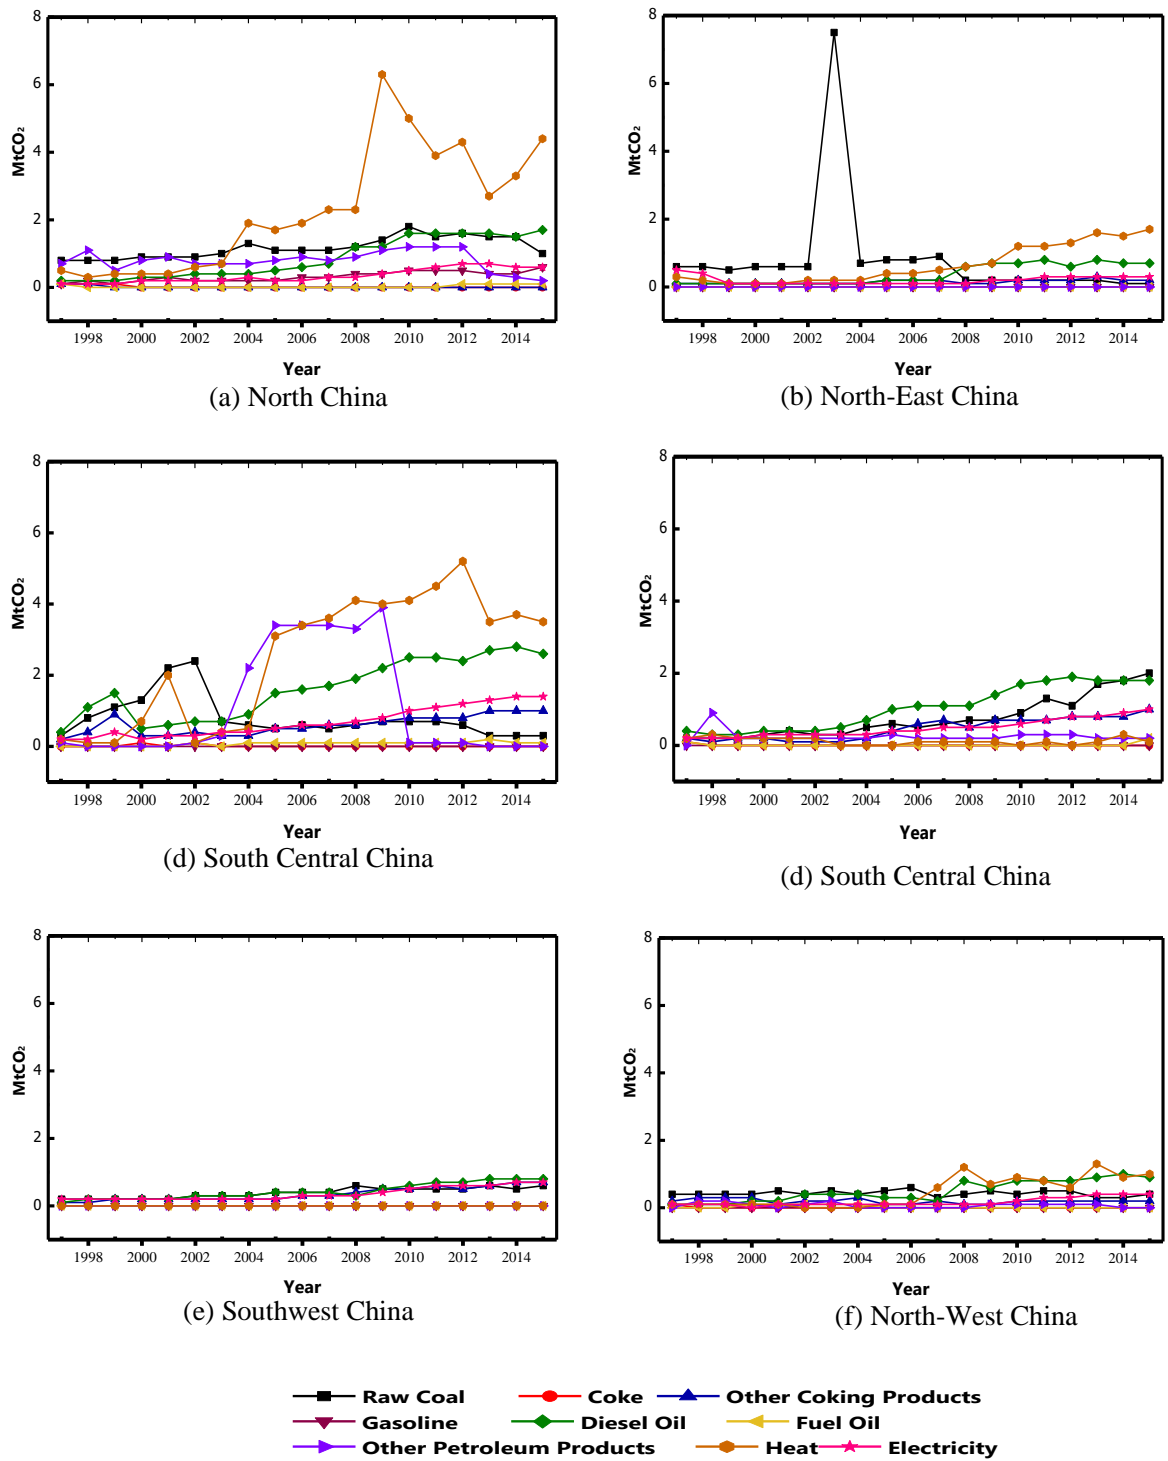 8
6
4
2
0
MtCO₂
1998 2000 2002 2004 2006 2008 2010 2012 2014
Year
(a) North China
8
6
4
2
0
MtCO₂
1998 2000 2002 2004 2006 2008 2010 2012 2014
Year
(b) North-East China
8
6
4
2
0
MtCO₂
1998 2000 2002 2004 2006 2008 2010 2012 2014
Year
(d) South Central China
8
6
4
2
0
MtCO₂
1998 2000 2002 2004 2006 2008 2010 2012 2014
Year
(d) South Central China
8
6
4
2
0
MtCO₂
1998 2000 2002 2004 2006 2008 2010 2012 2014
Year
(e) Southwest China
8
6
4
2
0
MtCO₂
1998 2000 2002 2004 2006 2008 2010 2012 2014
Year
(f) North-West China
Raw Coal Coke Other Coking Products
Gasoline Diesel Oil Fuel Oil
Other Petroleum Products Heat Electricity